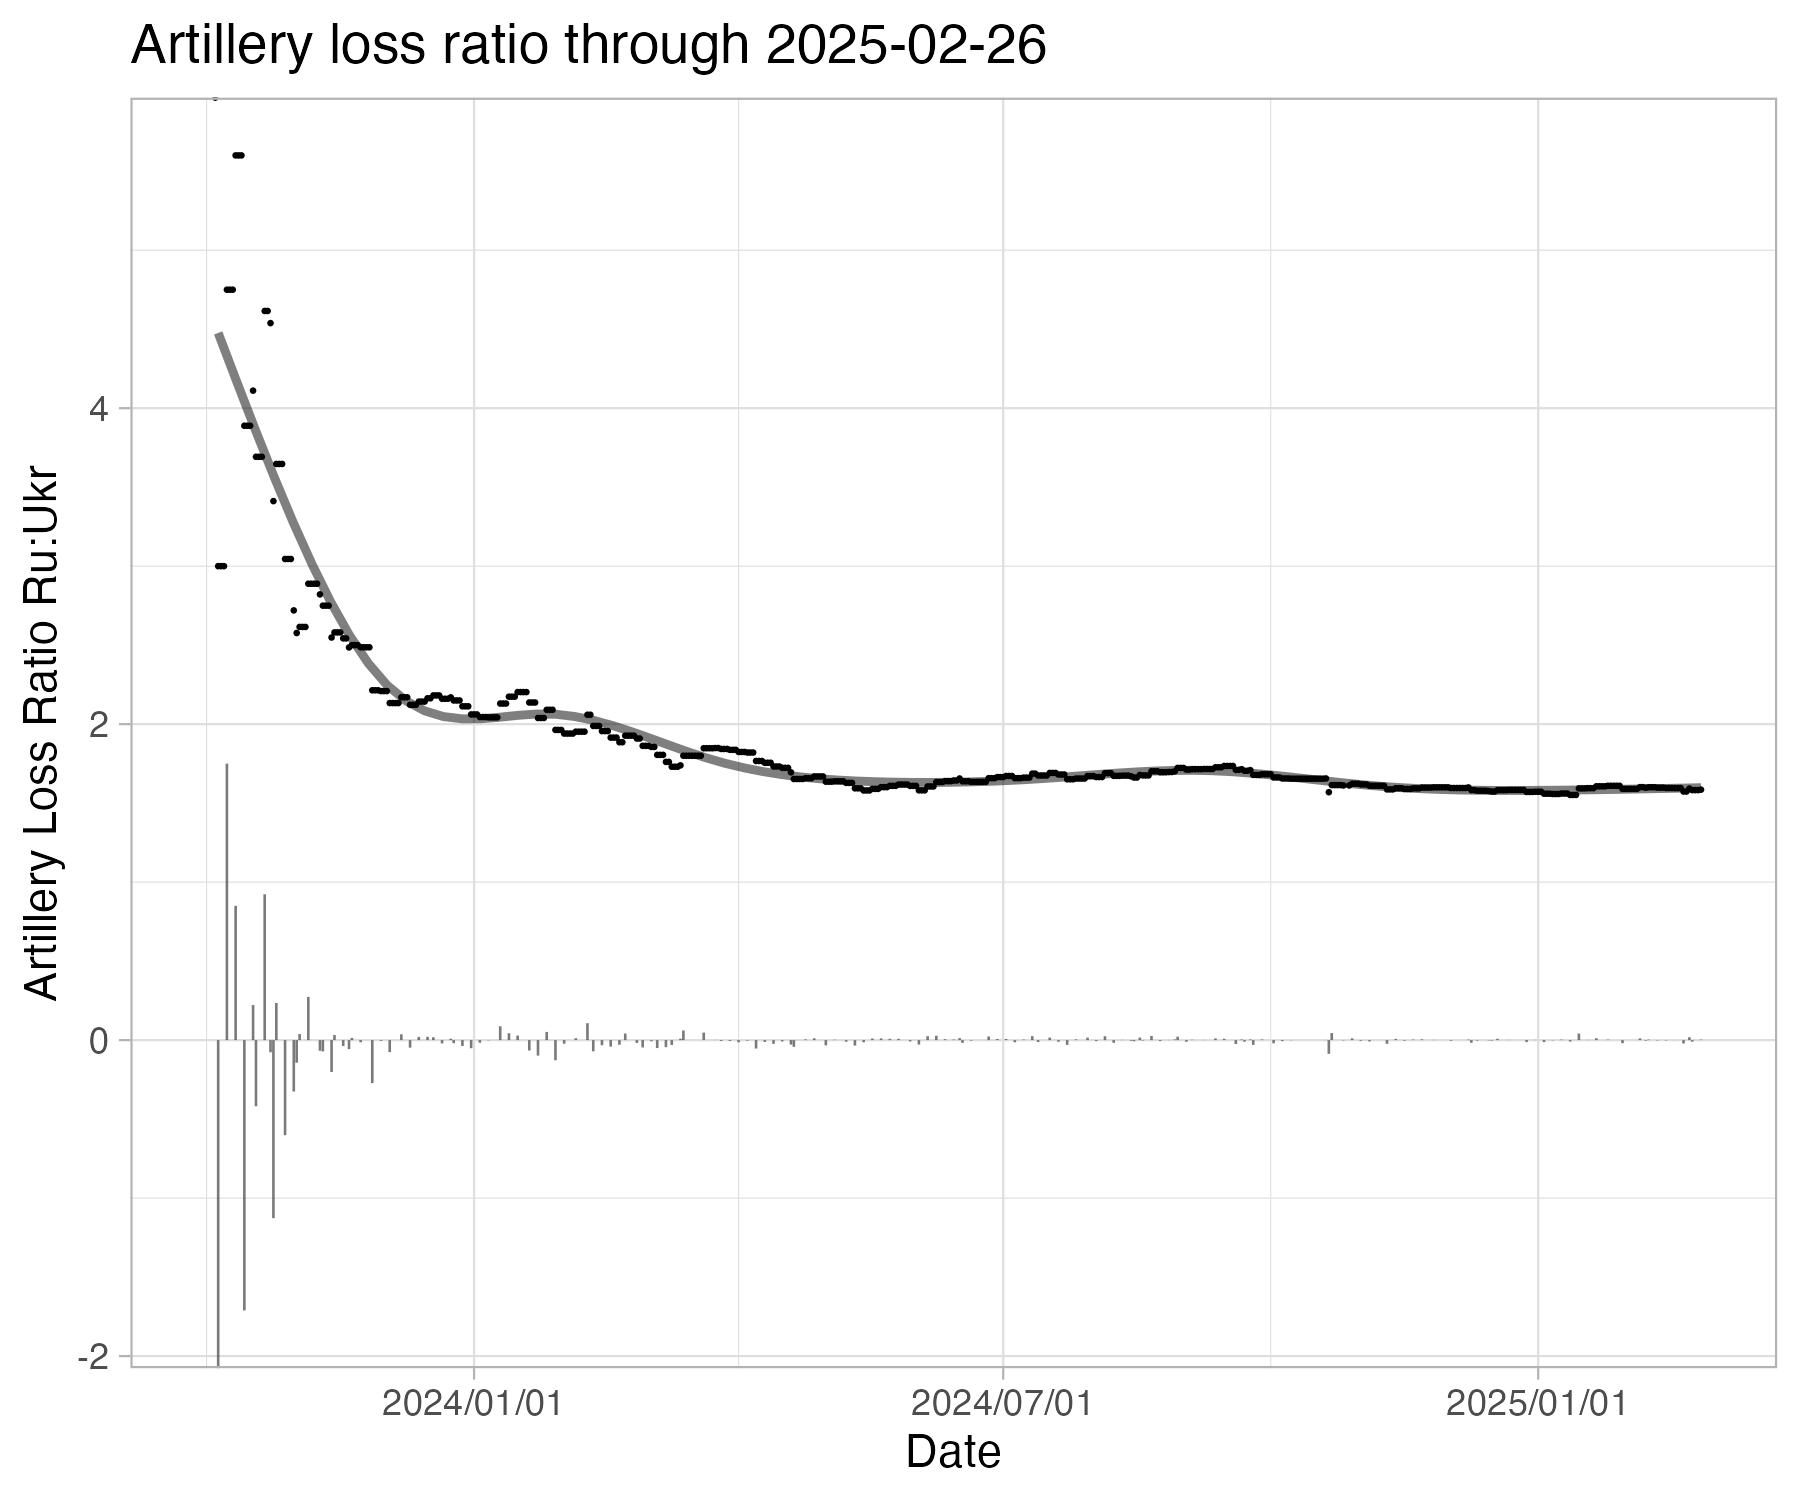 Artillery loss ratio through 2025-02-26
Artillery Loss Ratio Ru:Ukr
4
2
0
-2
2024/01/01
2024/07/01
2025/01/01
Date